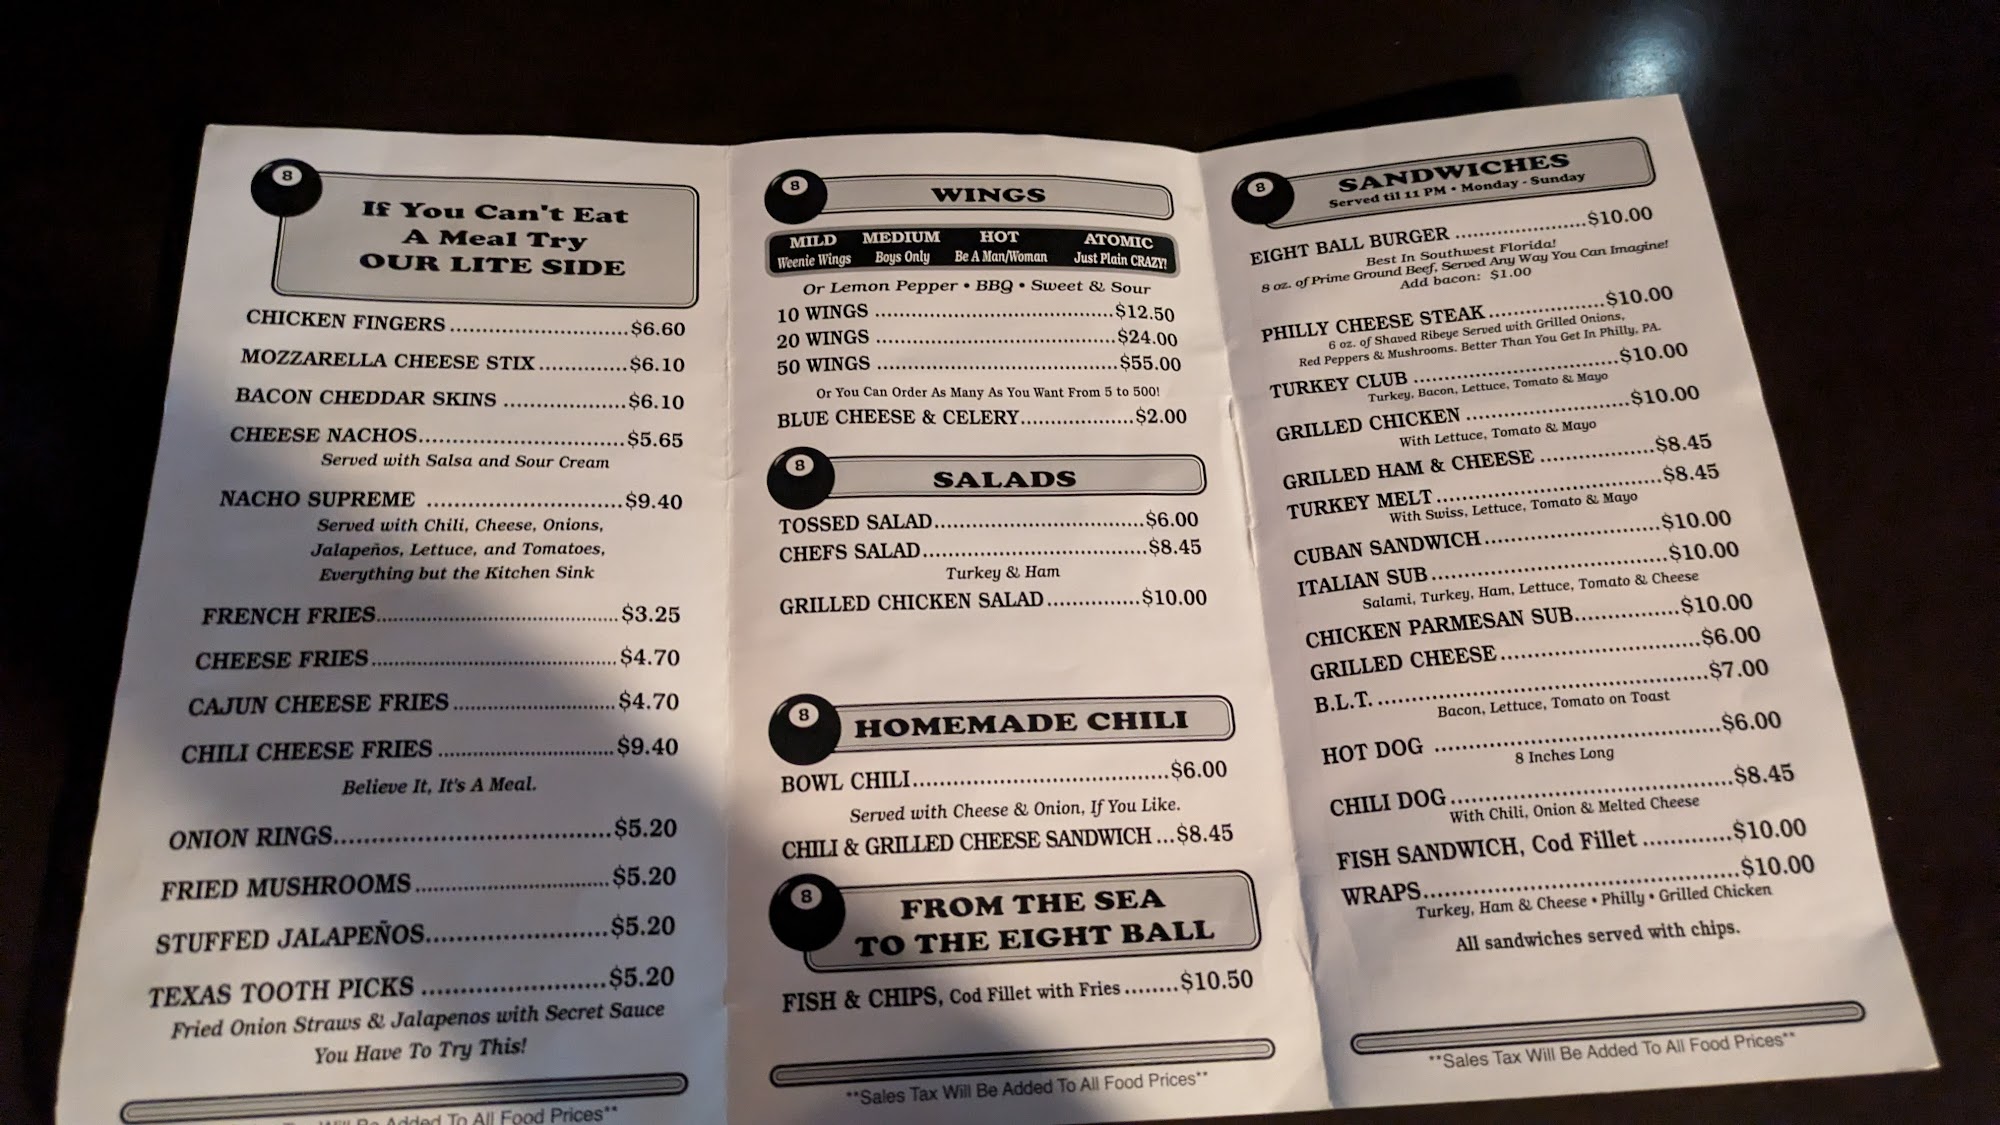 8
If You Can't Eat
A Meal Try
OUR LITE SIDE
CHICKEN FINGERS ............................$6.60
MOZZARELLA CHEESE STIX ..............$6.10
BACON CHEDDAR SKINS ...................$6.10
CHEESE NACHOS................................$5.65
Served with Salsa and Sour Cream
NACHO SUPREME ..............................$9.40
Served with Chili, Cheese, Onions,
Jalapeños, Lettuce, and Tomatoes,
Everything but the Kitchen Sink
FRENCH FRIES.....................................$3.25
CHEESE FRIES.....................................$4.70
CAJUN CHEESE FRIES ........................$4.70
CHILI CHEESE FRIES ..........................$9.40
Believe It, It's A Meal.
ONION RINGS.....................................$5.20
FRIED MUSHROOMS ...........................$5.20
STUFFED JALAPEÑOS.........................$5.20
TEXAS TOOTH PICKS .........................$5.20
Fried Onion Straws & Jalapenos with Secret Sauce
You Have To Try This!
Will Be Added To All Food Prices**
8
WINGS
MILD MEDIUM HOT ATOMIC
Weenie Wings Boys Only Be A Man/Woman Just Plain CRAZY!
Or Lemon Pepper • BBQ • Sweet & Sour
10 WINGS .......................................$12.50
20 WINGS .......................................$24.00
50 WINGS .......................................$55.00
Or You Can Order As Many As You Want From 5 to 500!
BLUE CHEESE & CELERY...................$2.00
8
SALADS
TOSSED SALAD...................................$6.00
CHEFS SALAD.....................................$8.45
Turkey & Ham
GRILLED CHICKEN SALAD...............$10.00
8
HOMEMADE CHILI
BOWL CHILI........................................$6.00
Served with Cheese & Onion, If You Like.
CHILI & GRILLED CHEESE SANDWICH ...$8.45
8
FROM THE SEA
TO THE EIGHT BALL
FISH & CHIPS, Cod Fillet with Fries ........$10.50
**Sales Tax Will Be Added To All Food Prices**
8
SANDWICHES
Served til 11 PM • Monday - Sunday
EIGHT BALL BURGER ......................$10.00
Best In Southwest Florida!
8 oz. of Prime Ground Beef, Served Any Way You Can Imagine!
Add bacon: $1.00
PHILLY CHEESE STEAK ...................$10.00
6 oz. of Shaved Ribeye Served with Grilled Onions,
Red Peppers & Mushrooms. Better Than You Get In Philly, PA.
TURKEY CLUB .................................$10.00
Turkey, Bacon, Lettuce, Tomato & Mayo
GRILLED CHICKEN ..........................$10.00
With Lettuce, Tomato & Mayo
GRILLED HAM & CHEESE ..................$8.45
TURKEY MELT ...................................$8.45
With Swiss, Lettuce, Tomato & Mayo
CUBAN SANDWICH...........................$10.00
ITALIAN SUB....................................$10.00
Salami, Turkey, Ham, Lettuce, Tomato & Cheese
CHICKEN PARMESAN SUB................$10.00
GRILLED CHEESE ...............................$6.00
B.L.T. ..................................................$7.00
Bacon, Lettuce, Tomato on Toast
HOT DOG ...........................................$6.00
8 Inches Long
CHILI DOG..........................................$8.45
With Chili, Onion & Melted Cheese
FISH SANDWICH, Cod Fillet ............$10.00
WRAPS...............................................$10.00
Turkey, Ham & Cheese • Philly • Grilled Chicken
All sandwiches served with chips.
**Sales Tax Will Be Added To All Food Prices**